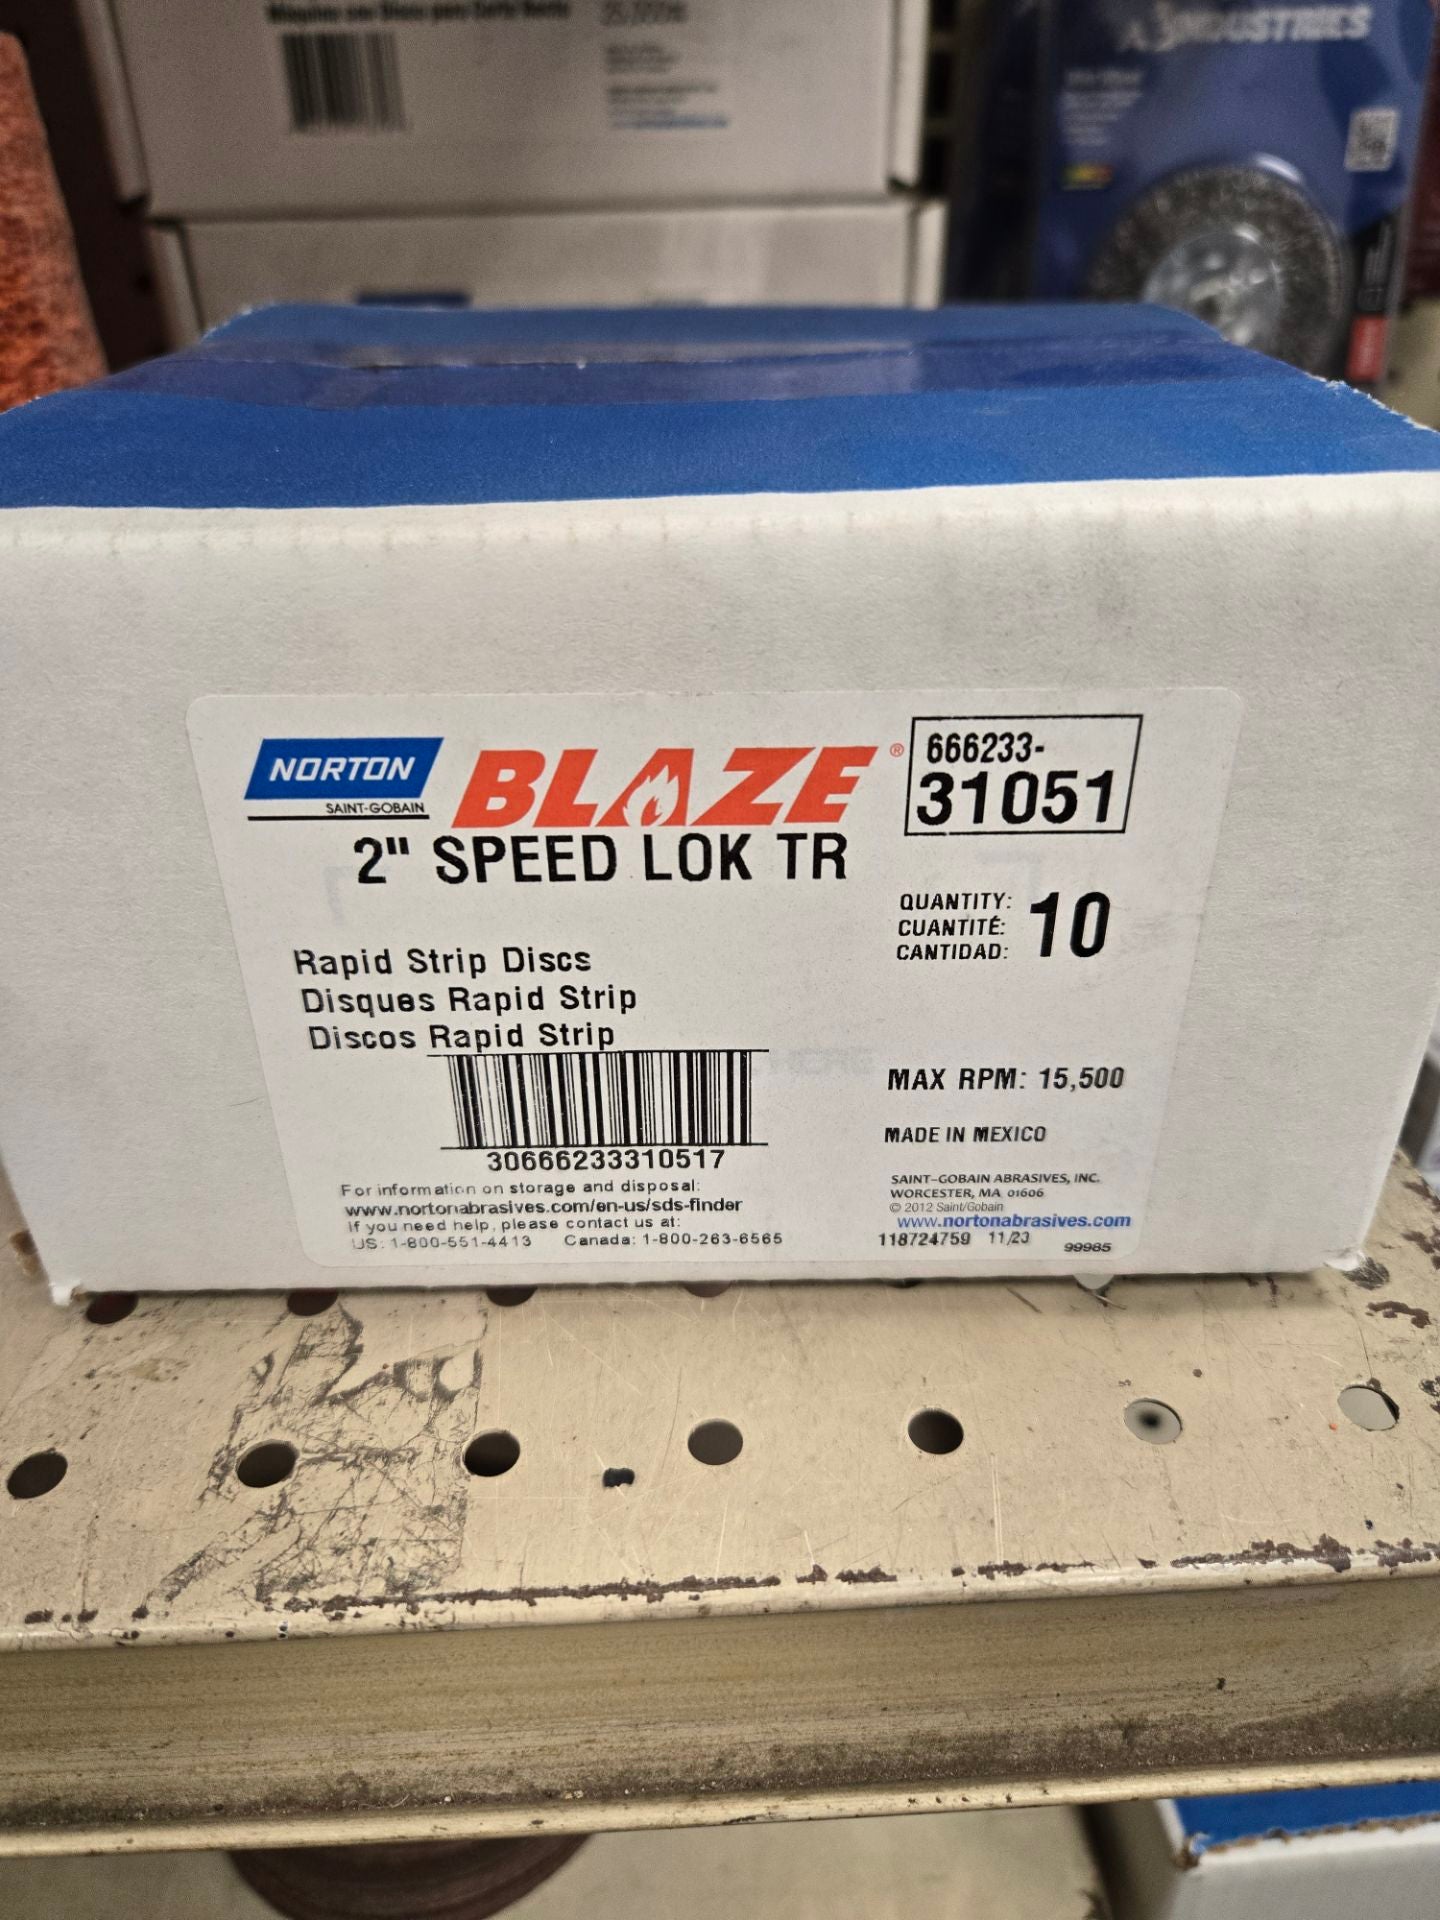 INDUSTRIES
NORTON
SAINT-GOBAIN
BLAZE®
2" SPEED LOK TR
666233-
31051
QUANTITY:
CUANTITÉ:
CANTIDAD:
10
Rapid Strip Discs
Disques Rapid Strip
Discos Rapid Strip
30666233310517
MAX RPM: 15,500
MADE IN MEXICO
For information on storage and disposal:
www.nortonabrasives.com/en-us/sds-finder
If you need help, please contact us at:
US: 1-800-551-4413 Canada: 1-800-263-6565
SAINT-GOBAIN ABRASIVES, INC.
WORCESTER, MA 01606
© 2012 Saint/Gobain
www.nortonabrasives.com
118724759 11/23 99985